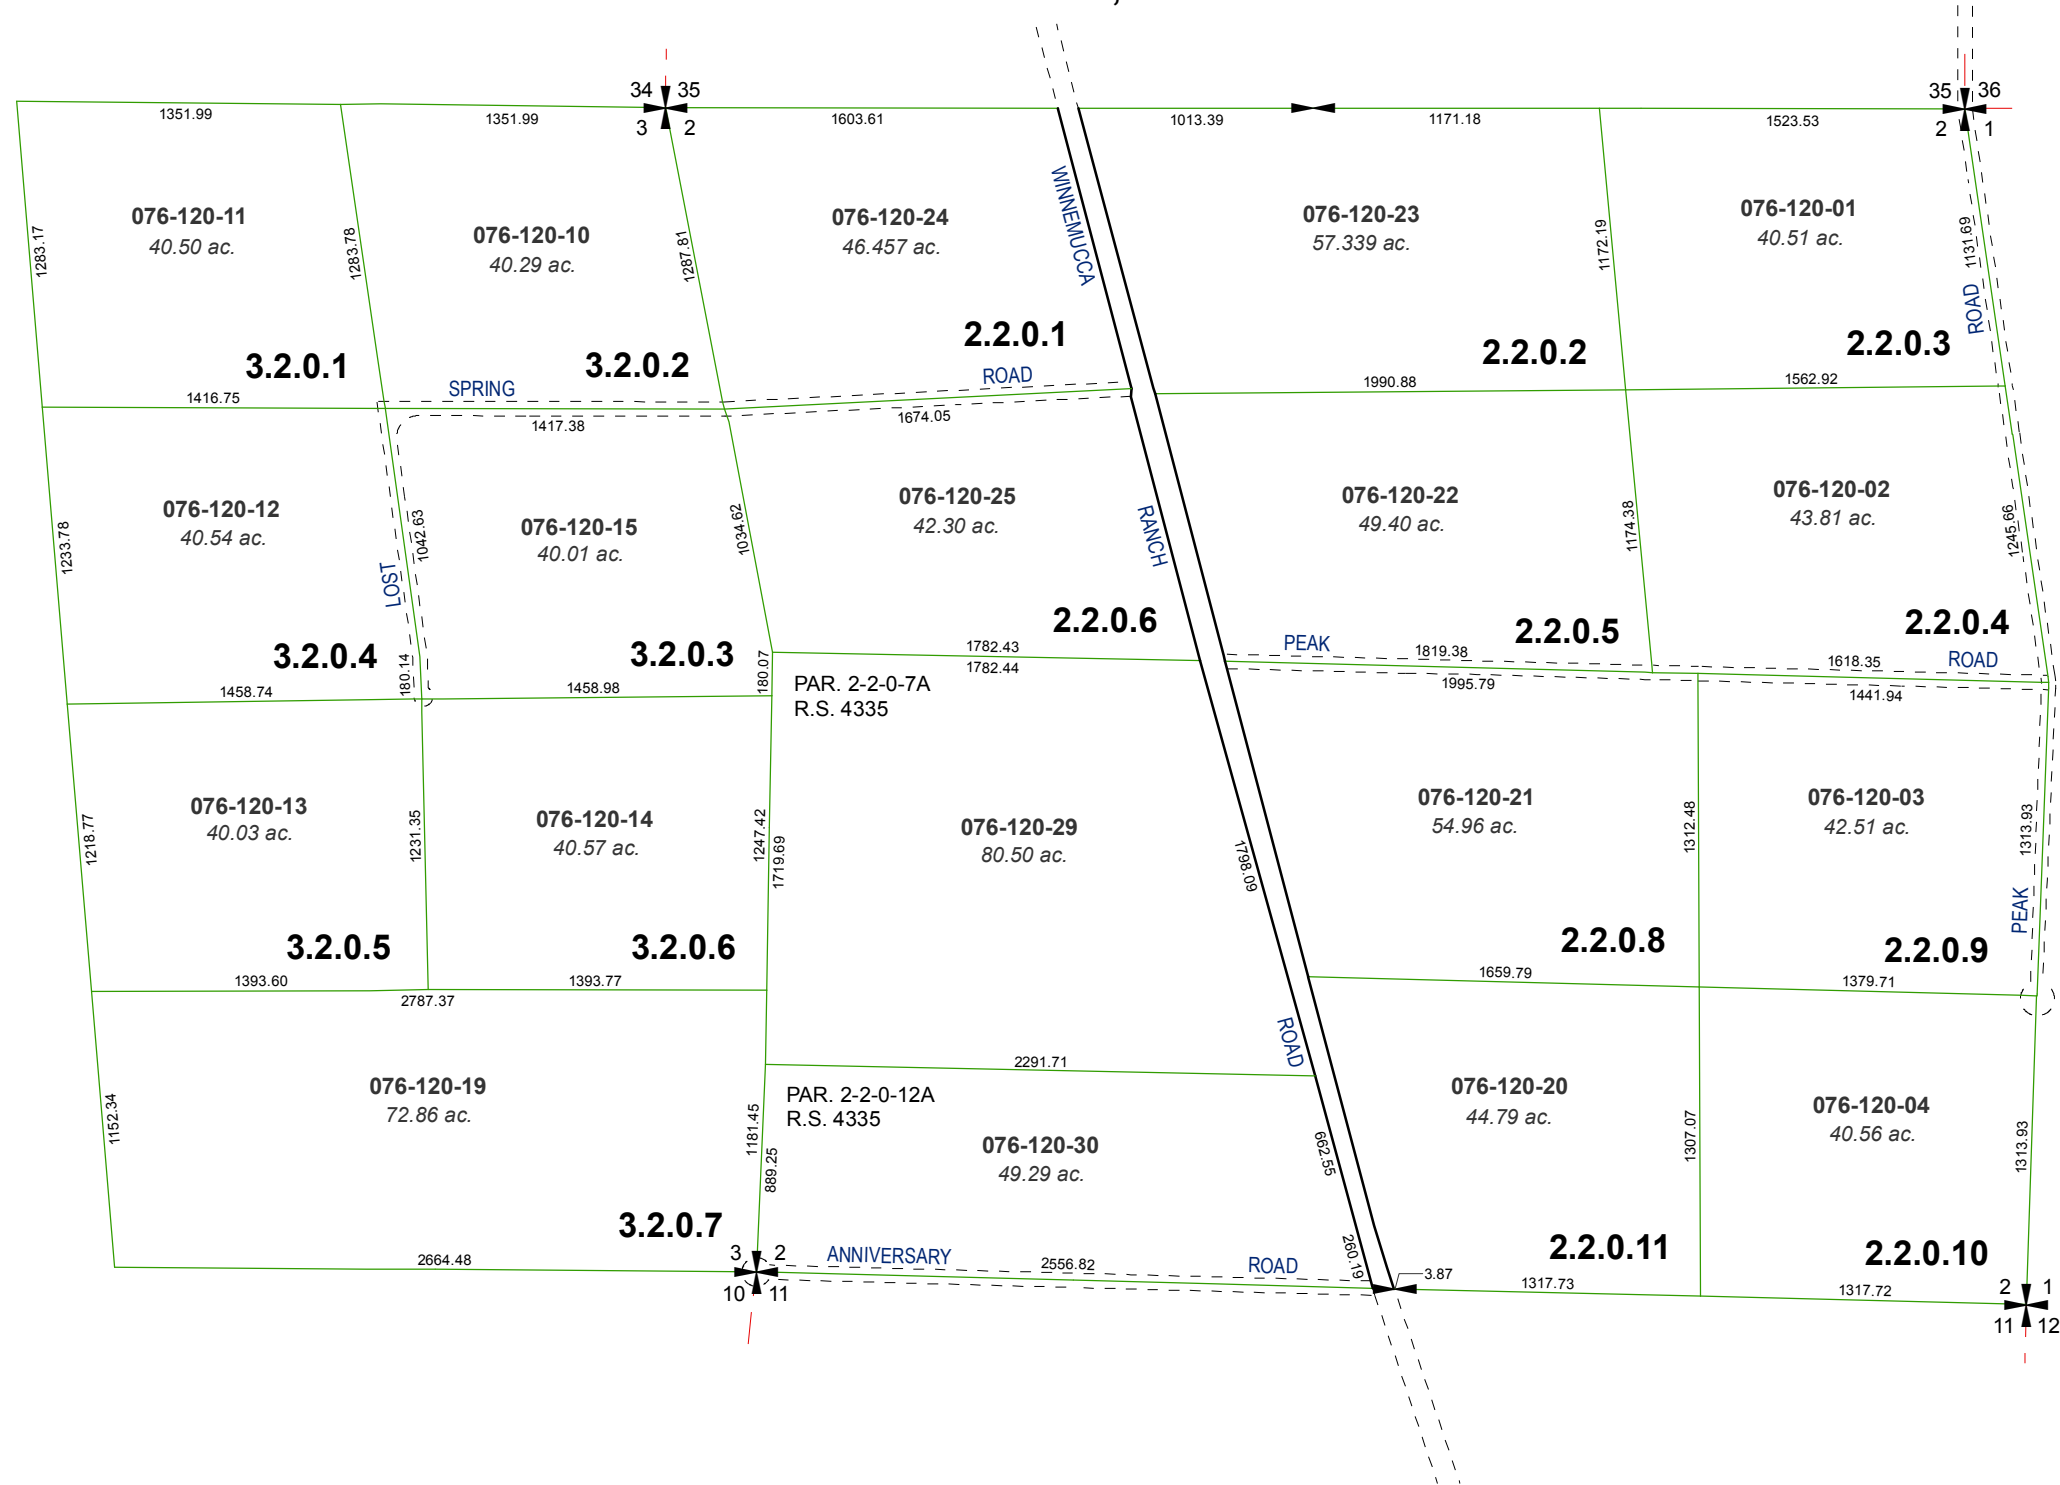 ,
34 35
3 2
35 36
2 1
1351.99
1351.99
1603.61
1013.39
1171.18
1523.53
076-120-11
40.50 ac.
1283.17
1283.78
3.2.0.1
076-120-10
40.29 ac.
1287.81
3.2.0.2
076-120-24
46.457 ac.
2.2.0.1
WINNEMUCCA
076-120-23
57.339 ac.
1172.19
2.2.0.2
076-120-01
40.51 ac.
1131.69
ROAD
2.2.0.3
1416.75
SPRING
ROAD
1417.38
1674.05
1990.88
1562.92
076-120-12
40.54 ac.
1233.78
LOST
1042.63
3.2.0.4
076-120-15
40.01 ac.
1034.62
3.2.0.3
076-120-25
42.30 ac.
RANCH
2.2.0.6
076-120-22
49.40 ac.
1174.38
2.2.0.5
076-120-02
43.81 ac.
1245.66
2.2.0.4
1458.74
180.14
1458.98
180.07
1782.43
1782.44
PEAK
1819.38
1995.79
1618.35
ROAD
1441.94
PAR. 2-2-0-7A
R.S. 4335
076-120-13
40.03 ac.
1218.77
1231.35
3.2.0.5
076-120-14
40.57 ac.
1247.42
1719.69
3.2.0.6
076-120-29
80.50 ac.
1798.09
076-120-21
54.96 ac.
1312.48
2.2.0.8
076-120-03
42.51 ac.
1313.93
PEAK
2.2.0.9
1393.60
1393.77
2787.37
1659.79
1379.71
ROAD
2291.71
076-120-19
72.86 ac.
1152.34
1181.45
889.25
3.2.0.7
PAR. 2-2-0-12A
R.S. 4335
076-120-30
49.29 ac.
662.55
260.19
076-120-20
44.79 ac.
1307.07
2.2.0.11
076-120-04
40.56 ac.
1313.93
2.2.0.10
2664.48
3 2
10 11
ANNIVERSARY
2556.82
ROAD
3.87
1317.73
1317.72
2 1
11 12